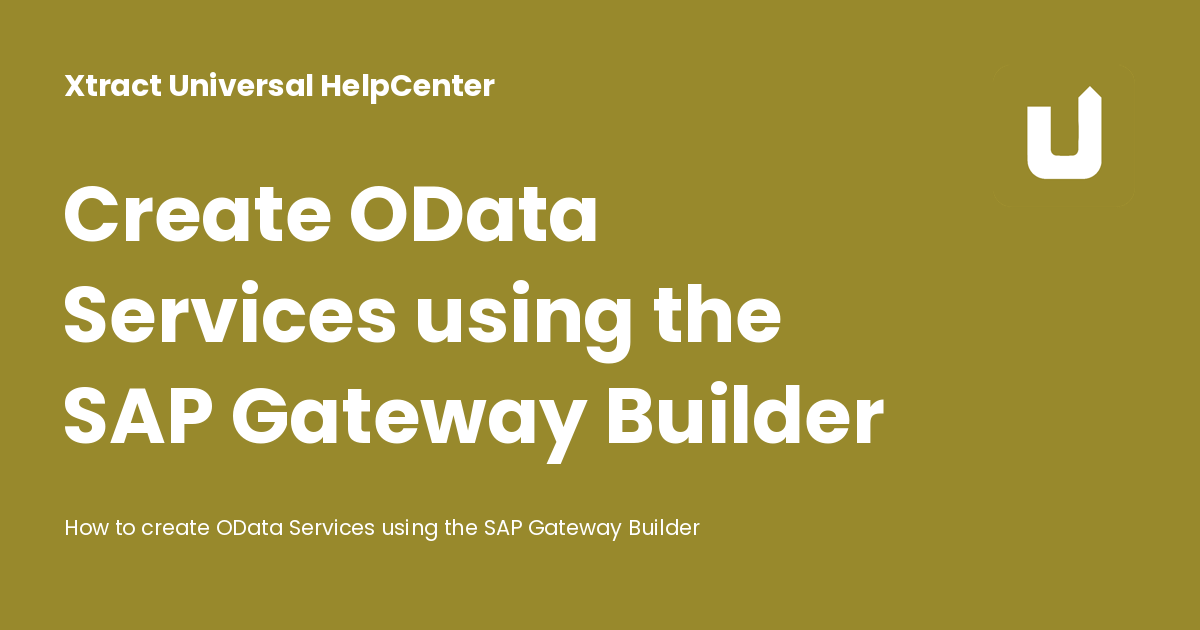 Xtract Universal HelpCenter
Create OData
Services using the
SAP Gateway Builder
How to create OData Services using the SAP Gateway Builder